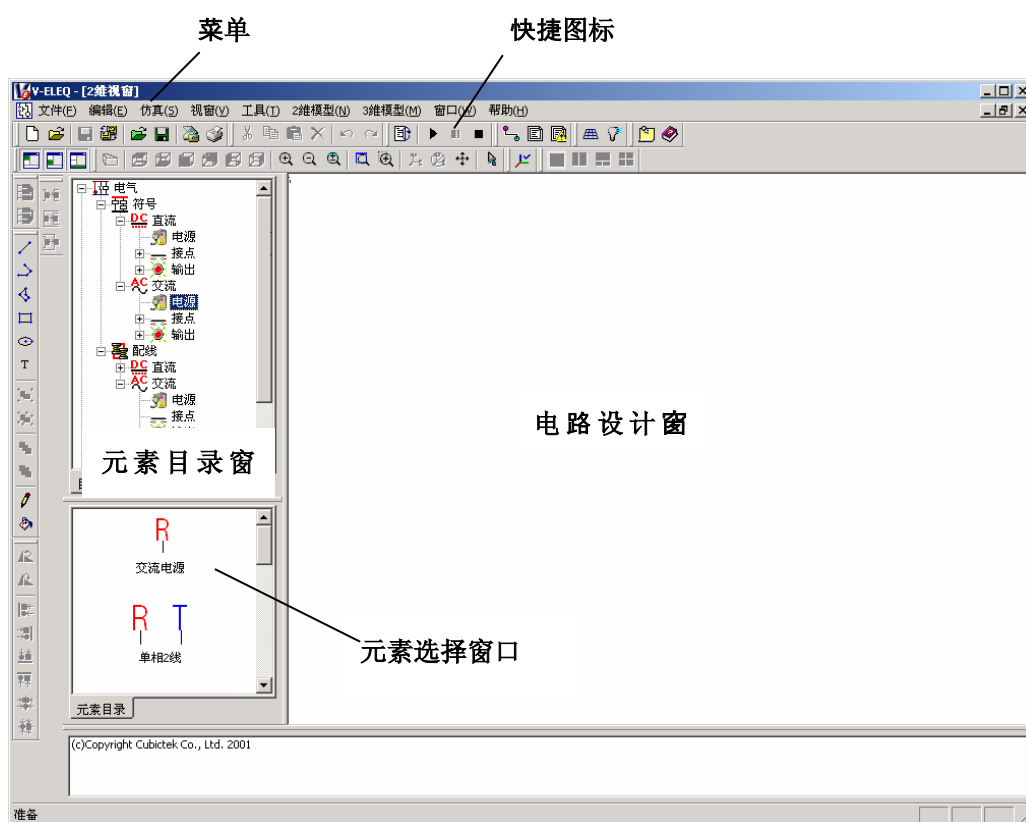 菜单
快捷图标
V-ELEQ - [2维视窗]
文件(F) 编辑(E) 仿真(S) 视窗(V) 工具(T) 2维模型(N) 3维模型(M) 窗口(W) 帮助(H)
电气
符号
DC 直流
电源
接点
输出
AC 交流
电源
接点
输出
配线
DC 直流
AC 交流
电源
接点
元素目录窗
电路设计窗
R
交流电源
R T
单相2线
元素选择窗口
元素目录
(c)Copyright Cubictek Co., Ltd. 2001
准备